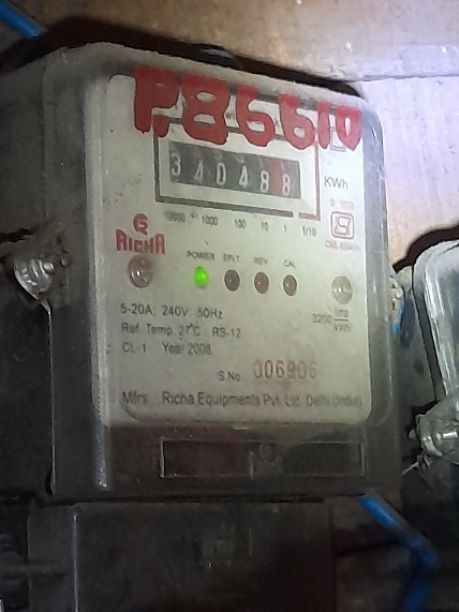 P.86610
340488
KWh
10000 1000 100 10 1 1/10
RICHA
POWER EPLT REV CAL
5-20A; 240V 50Hz
Ref. Temp. 27°C RS-12
3200 imp/kWh
CL-1 Year 2008
S.No. 006906
Mfrs. Richa Equipments Pvt. Ltd. Delhi (India)